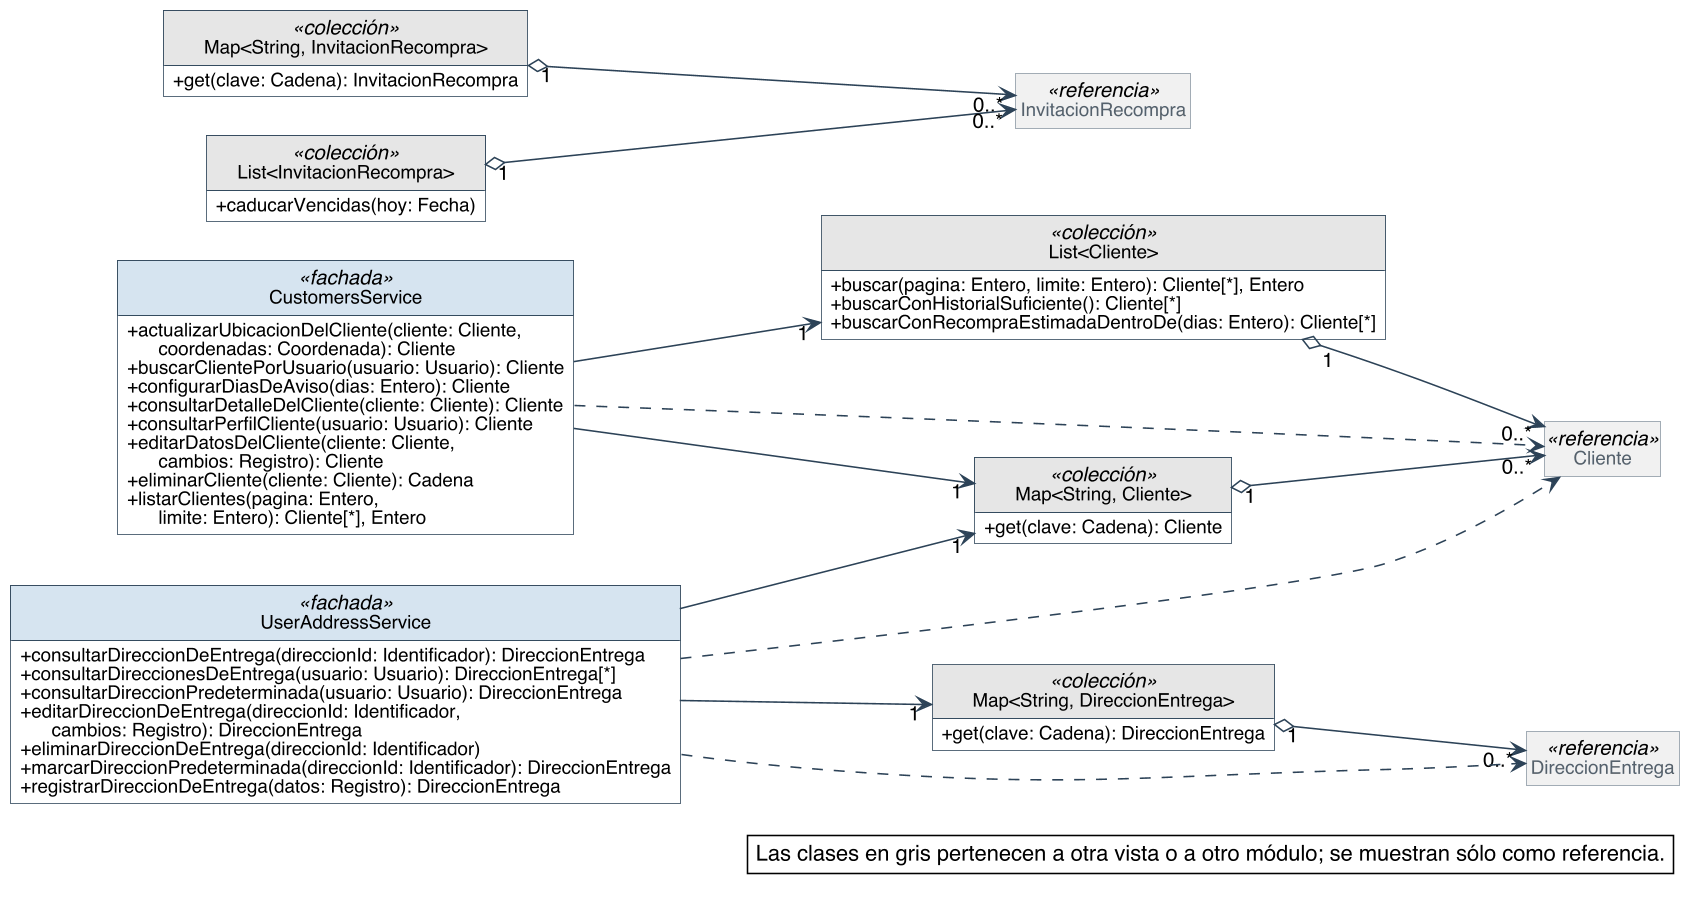 «colección»
Map<String, InvitacionRecompra>
+get(clave: Cadena): InvitacionRecompra
1
0..*
«referencia»
InvitacionRecompra
«colección»
List<InvitacionRecompra>
+caducarVencidas(hoy: Fecha)
1
0..*
«colección»
List<Cliente>
+buscar(pagina: Entero, limite: Entero): Cliente[*], Entero
+buscarConHistorialSuficiente(): Cliente[*]
+buscarConRecompraEstimadaDentroDe(dias: Entero): Cliente[*]
1
0..*
«fachada»
CustomersService
+actualizarUbicacionDelCliente(cliente: Cliente,
coordenadas: Coordenada): Cliente
+buscarClientePorUsuario(usuario: Usuario): Cliente
+configurarDiasDeAviso(dias: Entero): Cliente
+consultarDetalleDelCliente(cliente: Cliente): Cliente
+consultarPerfilCliente(usuario: Usuario): Cliente
+editarDatosDelCliente(cliente: Cliente,
cambios: Registro): Cliente
+eliminarCliente(cliente: Cliente): Cadena
+listarClientes(pagina: Entero,
limite: Entero): Cliente[*], Entero
1
1
«referencia»
Cliente
«colección»
Map<String, Cliente>
+get(clave: Cadena): Cliente
1
0..*
1
«fachada»
UserAddressService
+consultarDireccionDeEntrega(direccionId: Identificador): DireccionEntrega
+consultarDireccionesDeEntrega(usuario: Usuario): DireccionEntrega[*]
+consultarDireccionPredeterminada(usuario: Usuario): DireccionEntrega
+editarDireccionDeEntrega(direccionId: Identificador,
cambios: Registro): DireccionEntrega
+eliminarDireccionDeEntrega(direccionId: Identificador)
+marcarDireccionPredeterminada(direccionId: Identificador): DireccionEntrega
+registrarDireccionDeEntrega(datos: Registro): DireccionEntrega
1
«colección»
Map<String, DireccionEntrega>
+get(clave: Cadena): DireccionEntrega
1
0..*
«referencia»
DireccionEntrega
Las clases en gris pertenecen a otra vista o a otro módulo; se muestran sólo como referencia.